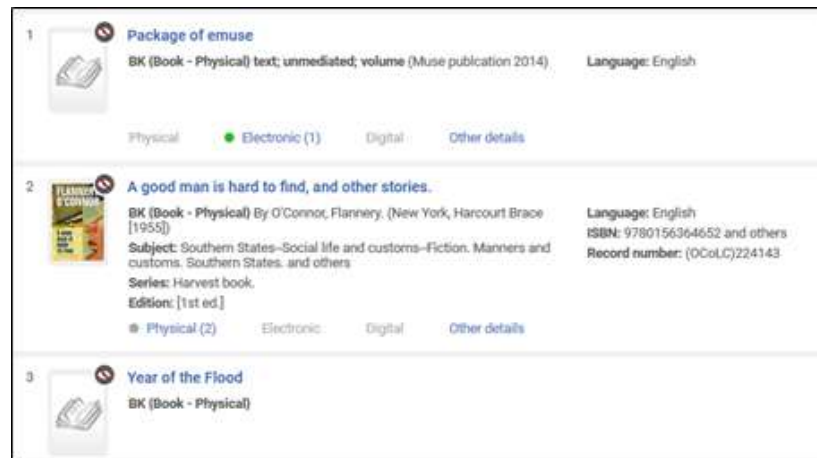 1
Package of emuse
BK (Book - Physical) text; unmediated; volume (Muse publcation 2014)
Language: English
Physical Electronic (1) Digital Other details
2
FLANNERY
O'CONNOR
A good man is hard to find, and other stories.
BK (Book - Physical) By O'Connor, Flannery. (New York, Harcourt Brace
[1955])
Subject: Southern States--Social life and customs--Fiction. Manners and
customs. Southern States. and others
Series: Harvest book.
Edition: [1st ed.]
Language: English
ISBN: 9780156364652 and others
Record number: (OCoLC)224143
Physical (2) Electronic Digital Other details
3
Year of the Flood
BK (Book - Physical)